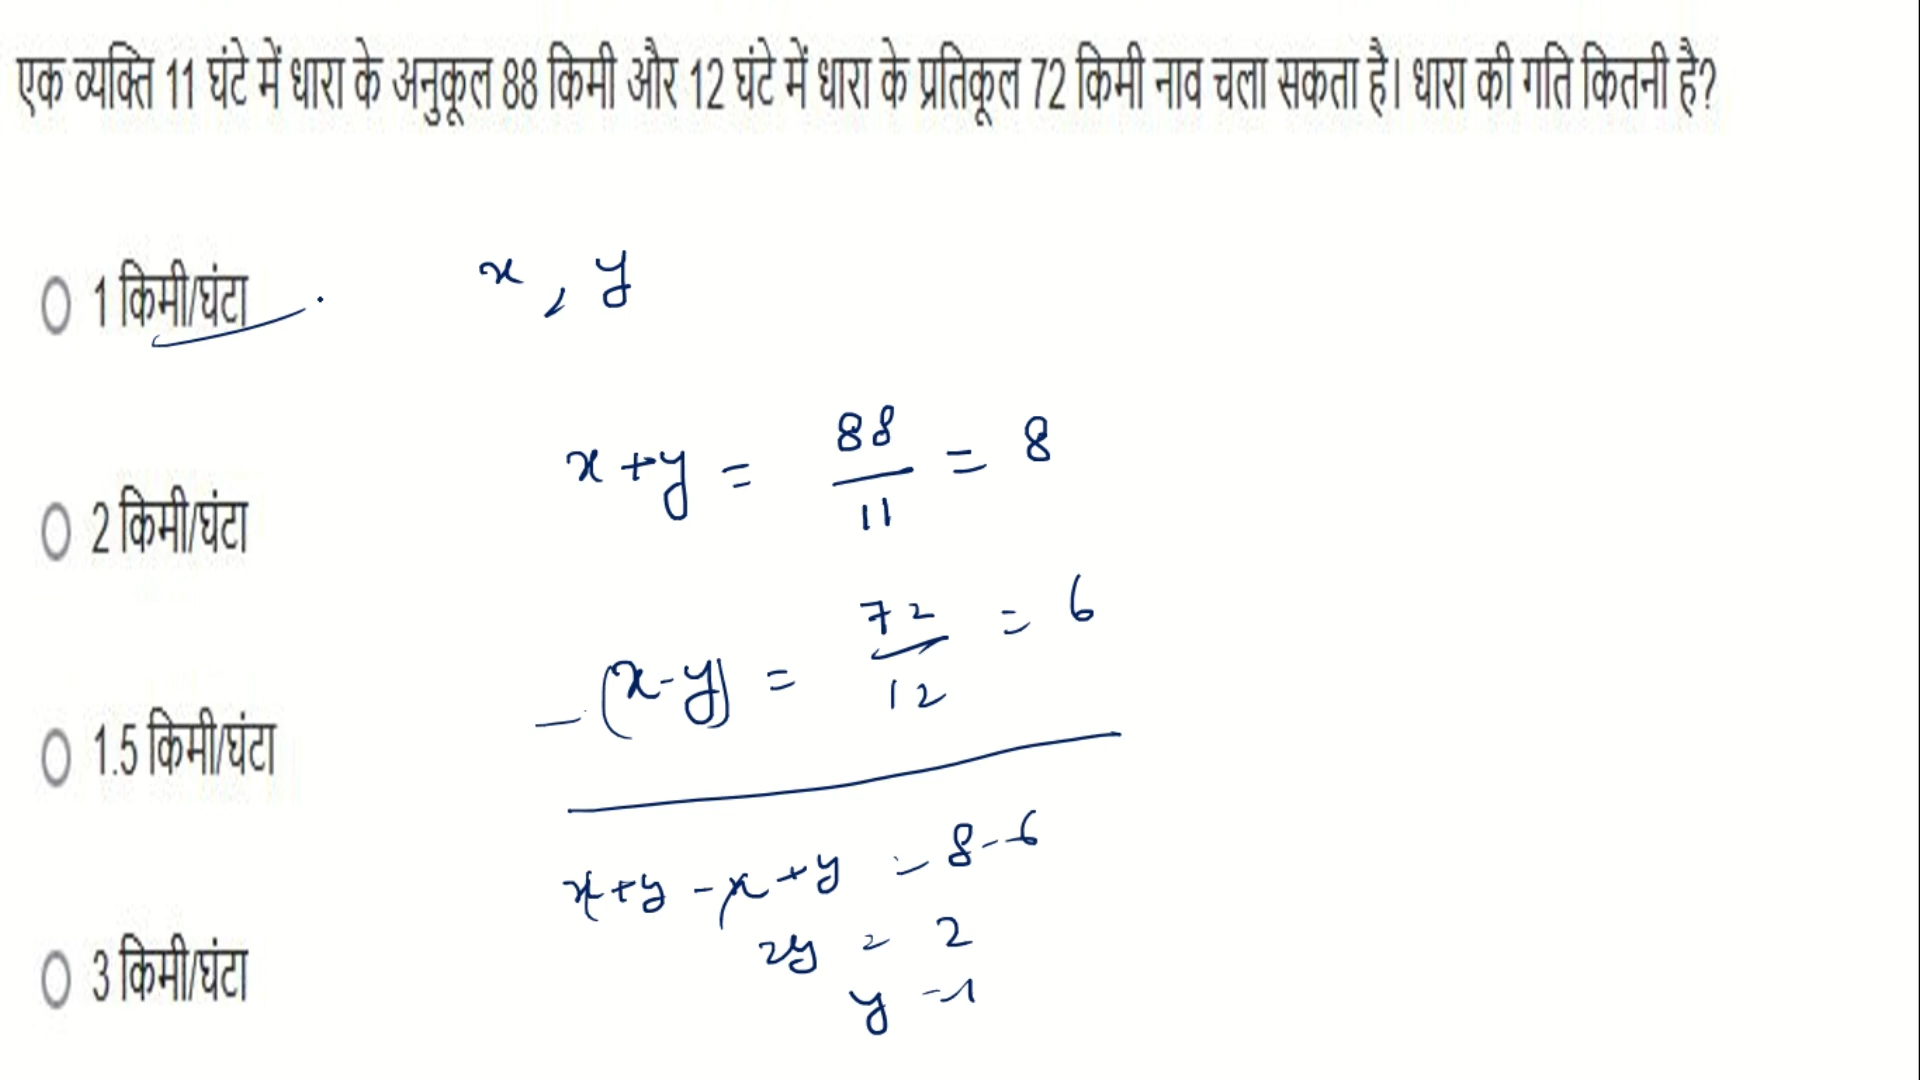 एक व्यक्ति 11 घंटे में धारा के अनुकूल 88 किमी और 12 घंटे में धारा के प्रतिकूल 72 किमी नाव चला सकता है। धारा की गति कितनी है?
1 किमी/घंटा
x , y
x + y = 88/11 = 8
2 किमी/घंटा
- (x - y) = 72/12 = 6
1.5 किमी/घंटा
x + y - x + y = 8 - 6
2y = 2
3 किमी/घंटा
y = 1